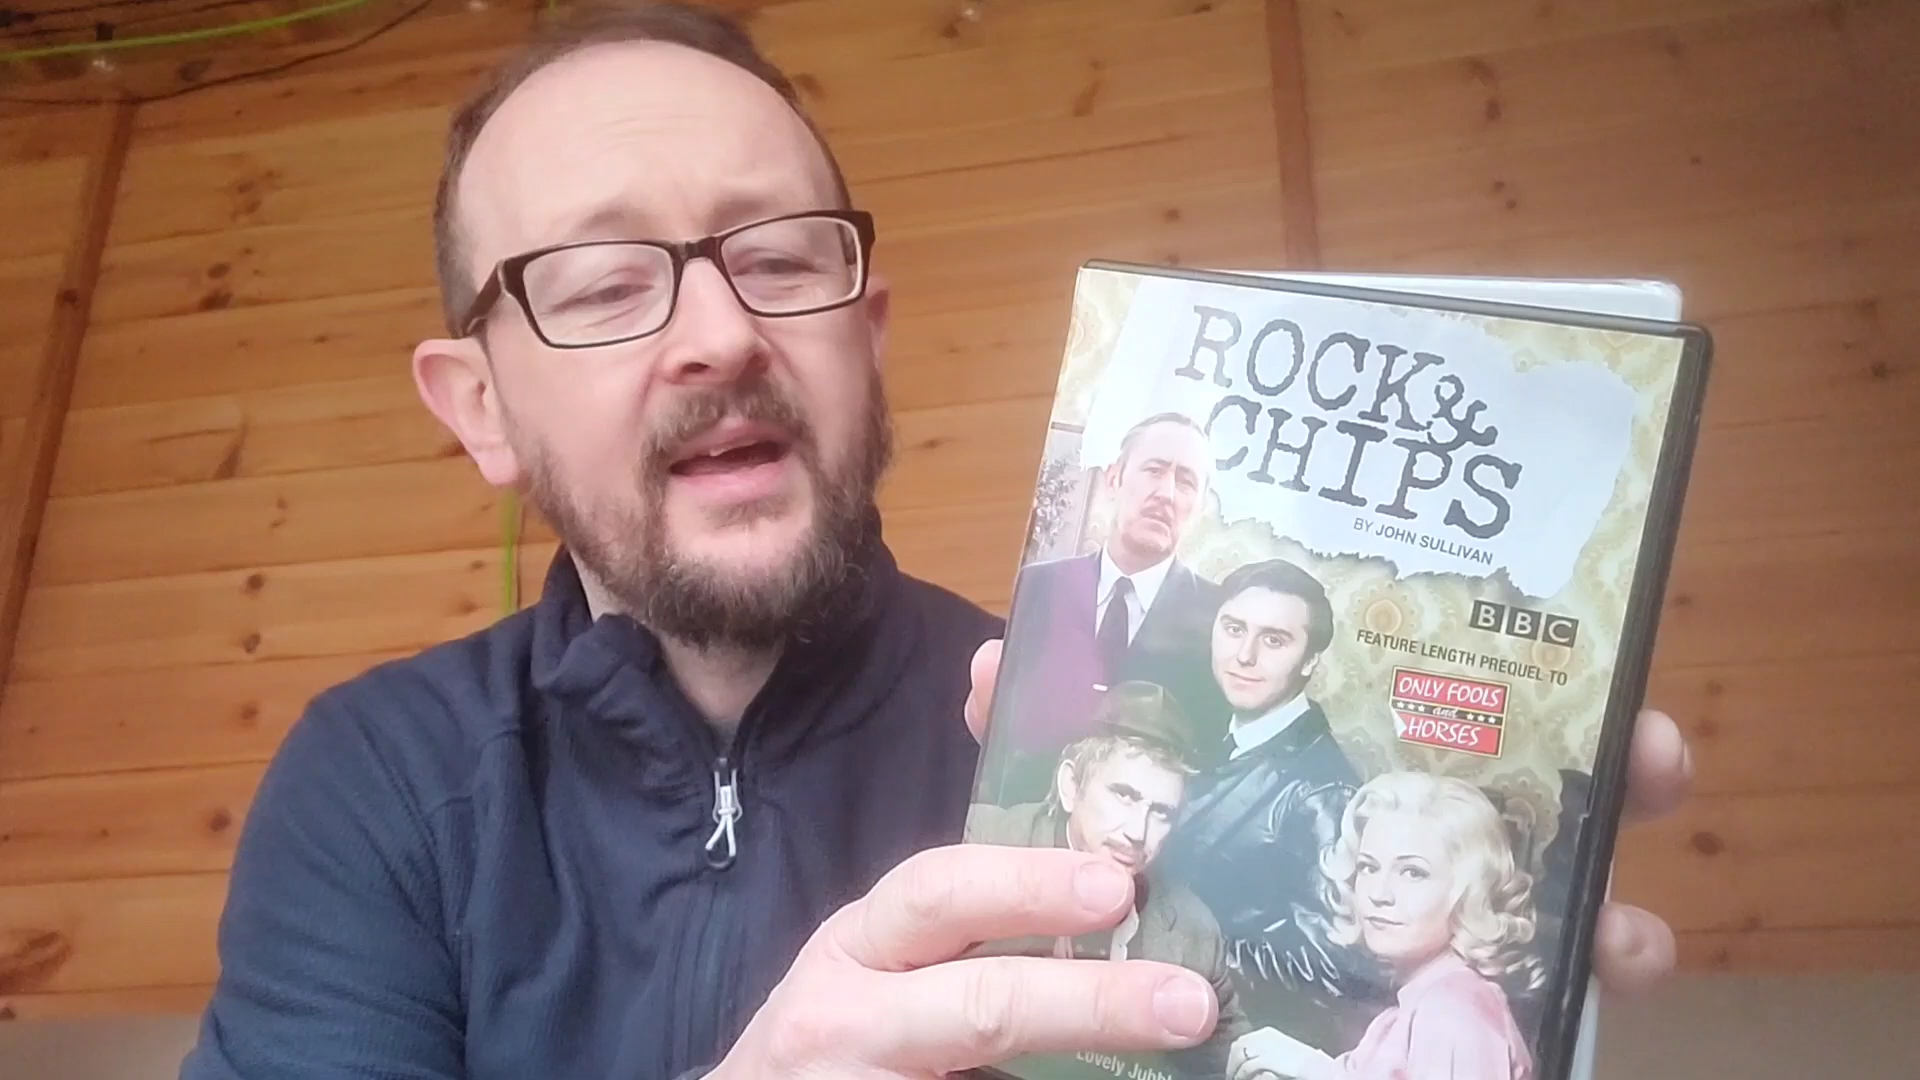 ROCK &
CHIPS
BY JOHN SULLIVAN
BBC
FEATURE LENGTH PREQUEL TO
ONLY FOOLS
and
HORSES
Lovely